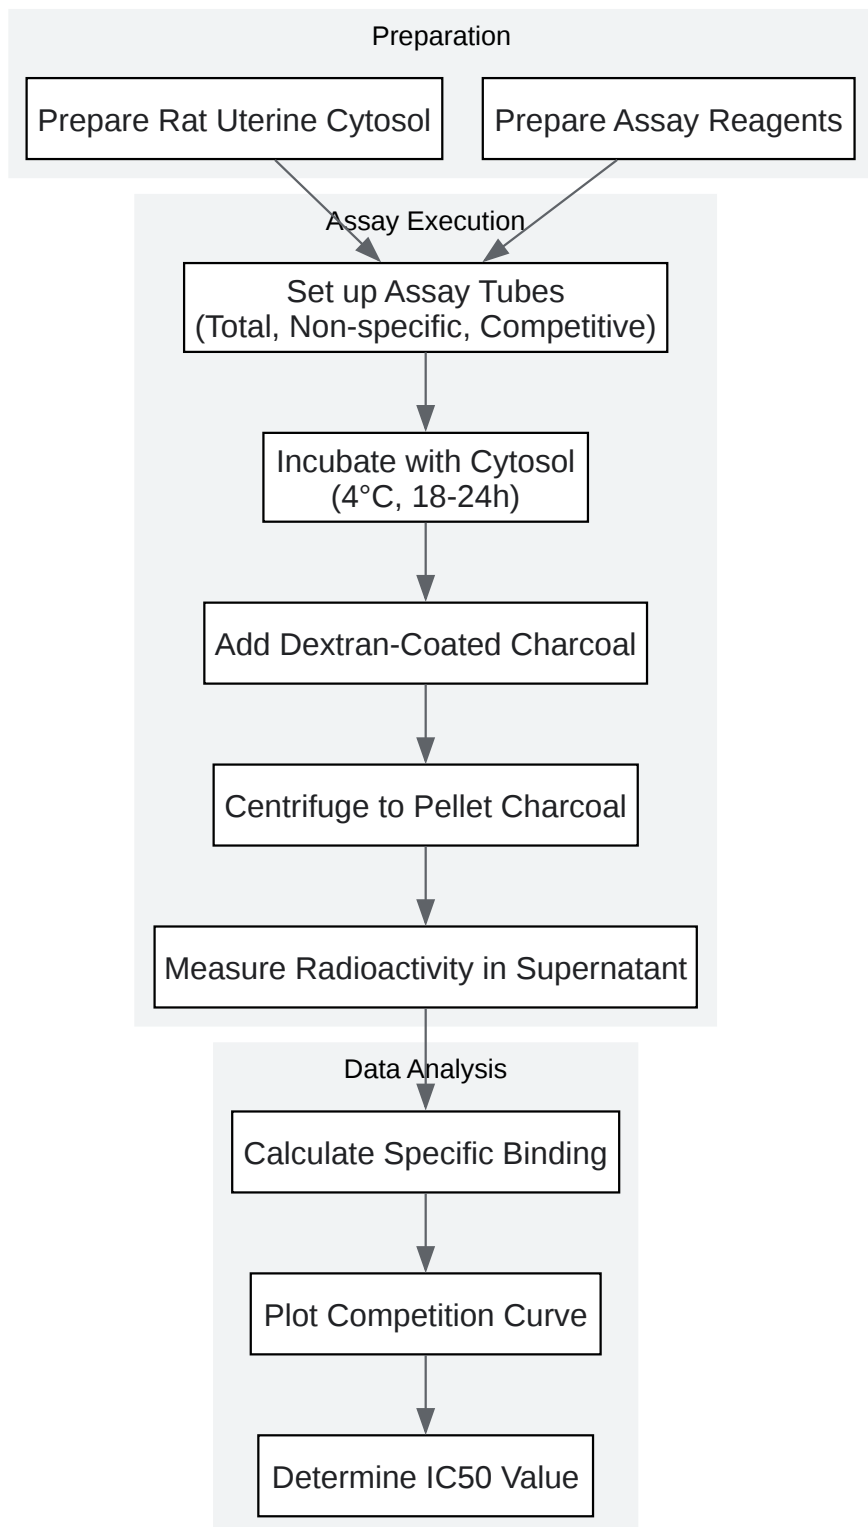 Preparation
Prepare Rat Uterine Cytosol
Prepare Assay Reagents
Assay Execution
Set up Assay Tubes
(Total, Non-specific, Competitive)
Incubate with Cytosol
(4°C, 18-24h)
Add Dextran-Coated Charcoal
Centrifuge to Pellet Charcoal
Measure Radioactivity in Supernatant
Data Analysis
Calculate Specific Binding
Plot Competition Curve
Determine IC50 Value